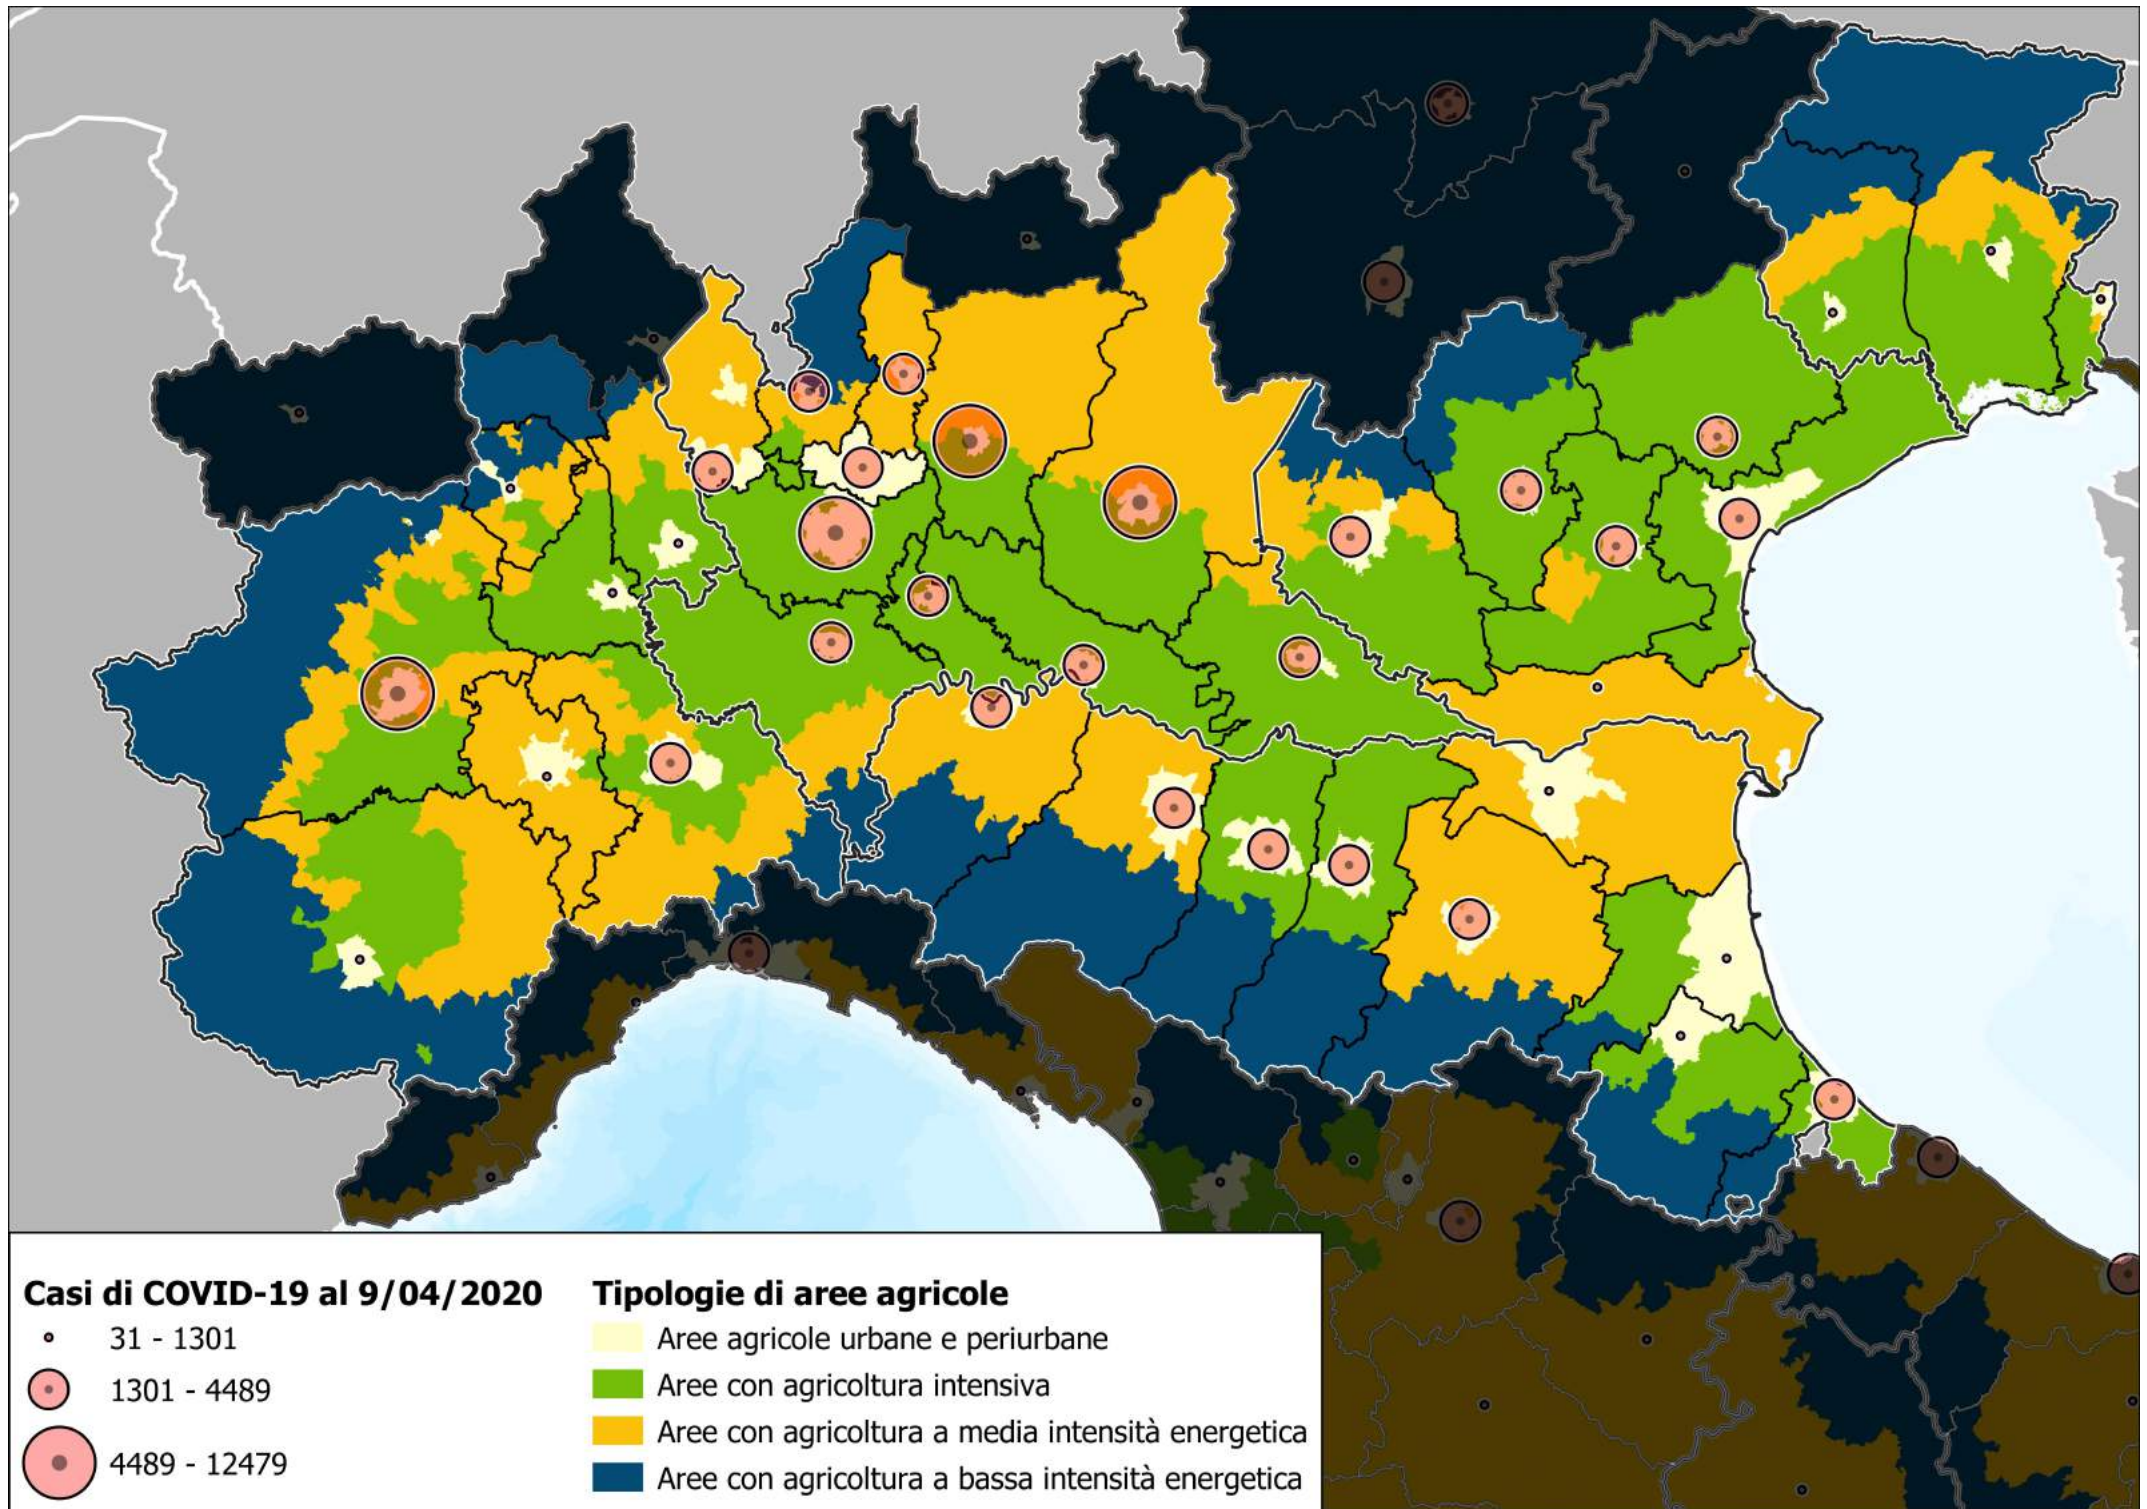 Casi di COVID-19 al 9/04/2020
31 - 1301
1301 - 4489
4489 - 12479
Tipologie di aree agricole
Aree agricole urbane e periurbane
Aree con agricoltura intensiva
Aree con agricoltura a media intensità energetica
Aree con agricoltura a bassa intensità energetica